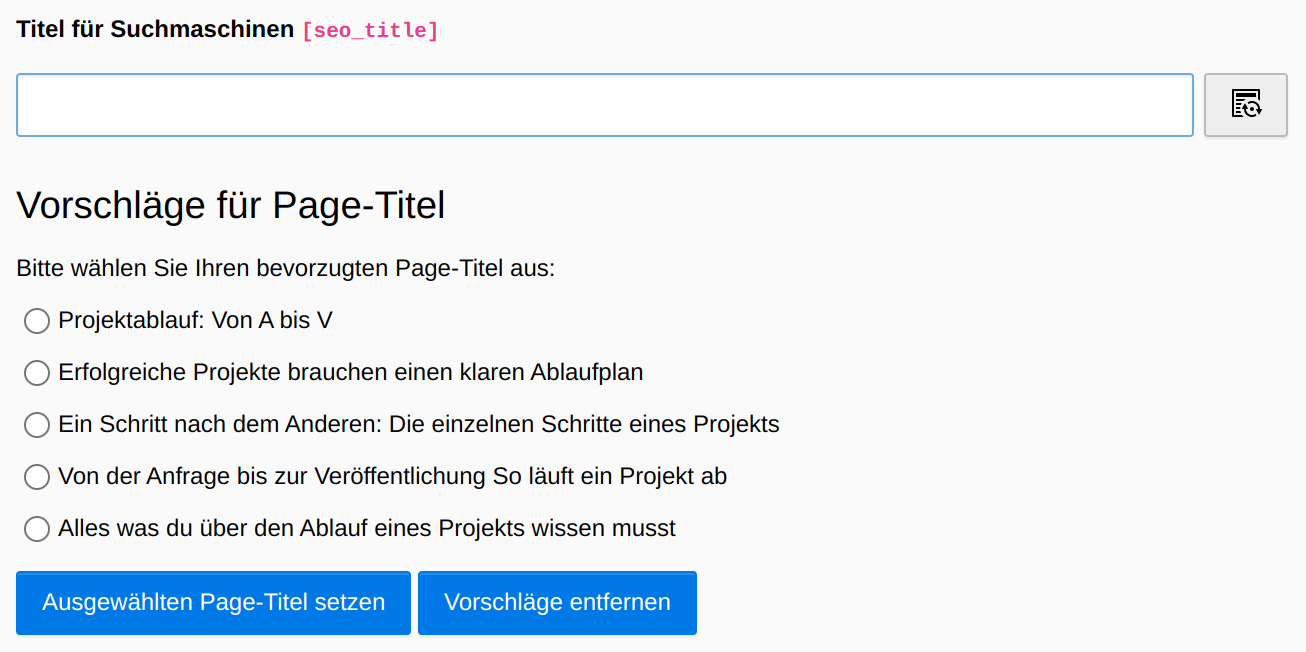 Titel für Suchmaschinen [seo_title]
Vorschläge für Page-Titel
Bitte wählen Sie Ihren bevorzugten Page-Titel aus:
Projektablauf: Von A bis V
Erfolgreiche Projekte brauchen einen klaren Ablaufplan
Ein Schritt nach dem Anderen: Die einzelnen Schritte eines Projekts
Von der Anfrage bis zur Veröffentlichung So läuft ein Projekt ab
Alles was du über den Ablauf eines Projekts wissen musst
Ausgewählten Page-Titel setzen Vorschläge entfernen